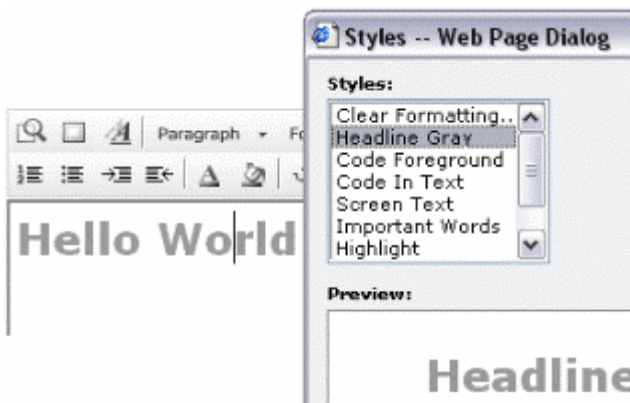 Styles -- Web Page Dialog
Styles:
Clear Formatting..
Headline Gray
Code Foreground
Code In Text
Screen Text
Important Words
Highlight
Preview:
Headline
Paragraph Fo
Hello World